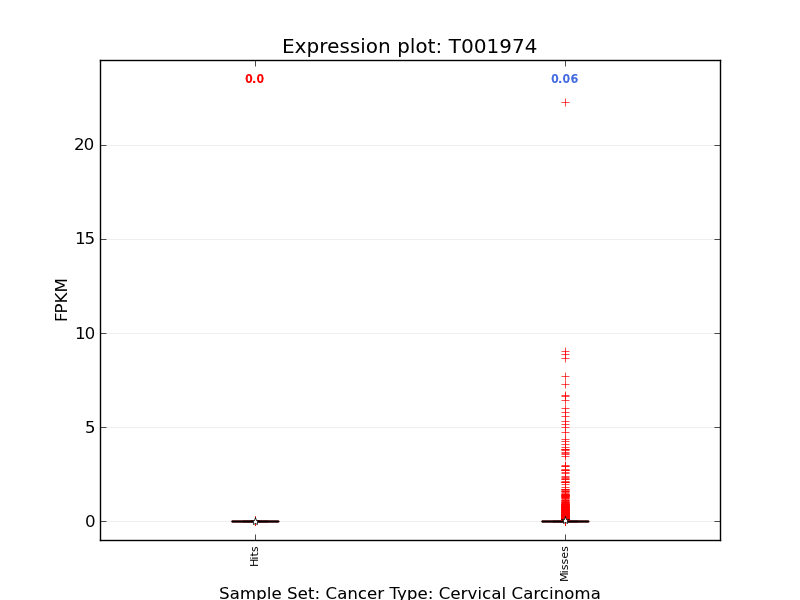 Expression plot: T001974
0.0
0.06
20
15
10
5
0
FPKM
Hits
Misses
Sample Set: Cancer Type: Cervical Carcinoma